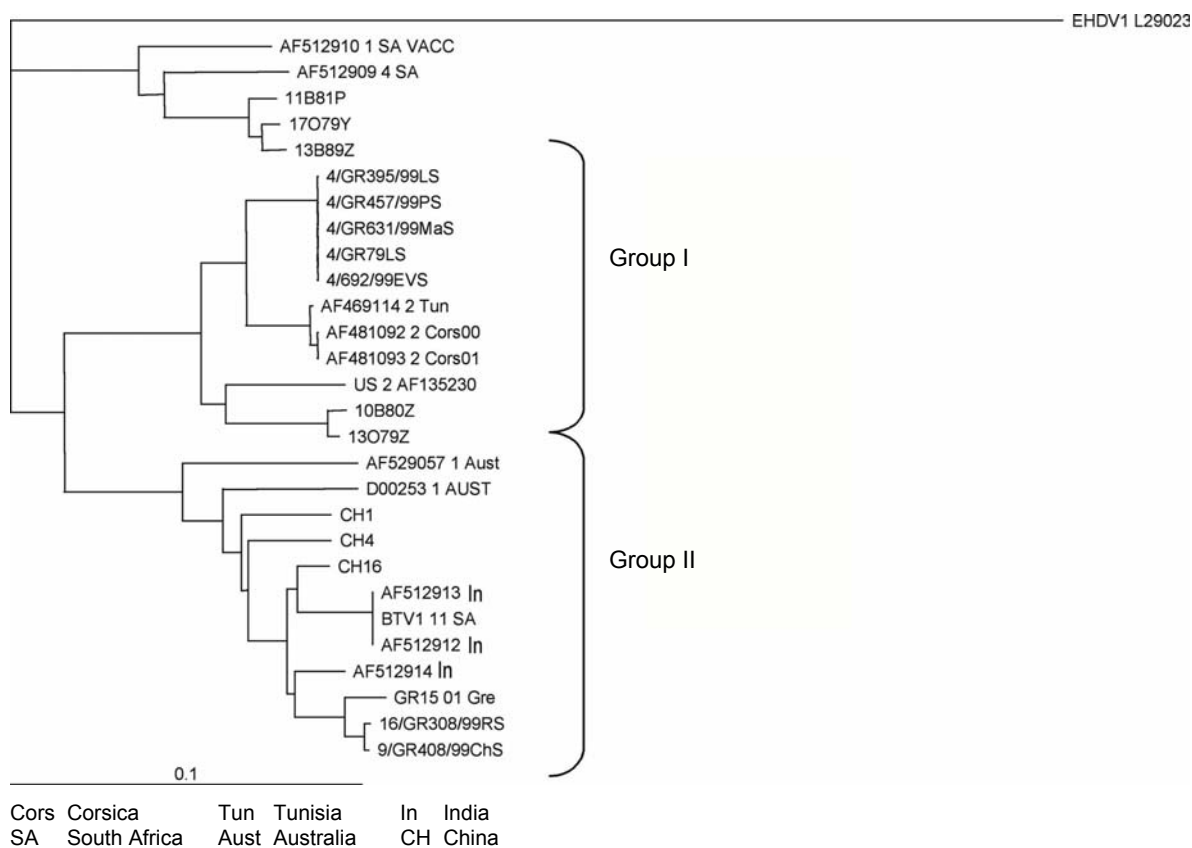 EHDV1 L29023
AF512910 1 SA VACC
AF512909 4 SA
11B81P
17O79Y
13B89Z
4/GR395/99LS
4/GR457/99PS
4/GR631/99MaS
4/GR79LS
4/692/99EVS
AF469114 2 Tun
AF481092 2 Cors00
AF481093 2 Cors01
US 2 AF135230
10B80Z
13O79Z
AF529057 1 Aust
D00253 1 AUST
CH1
CH4
CH16
AF512913 In
BTV1 11 SA
AF512912 In
AF512914 In
GR15 01 Gre
16/GR308/99RS
9/GR408/99ChS
Group I
Group II
0.1
Cors Corsica Tun Tunisia In India
SA South Africa Aust Australia CH China